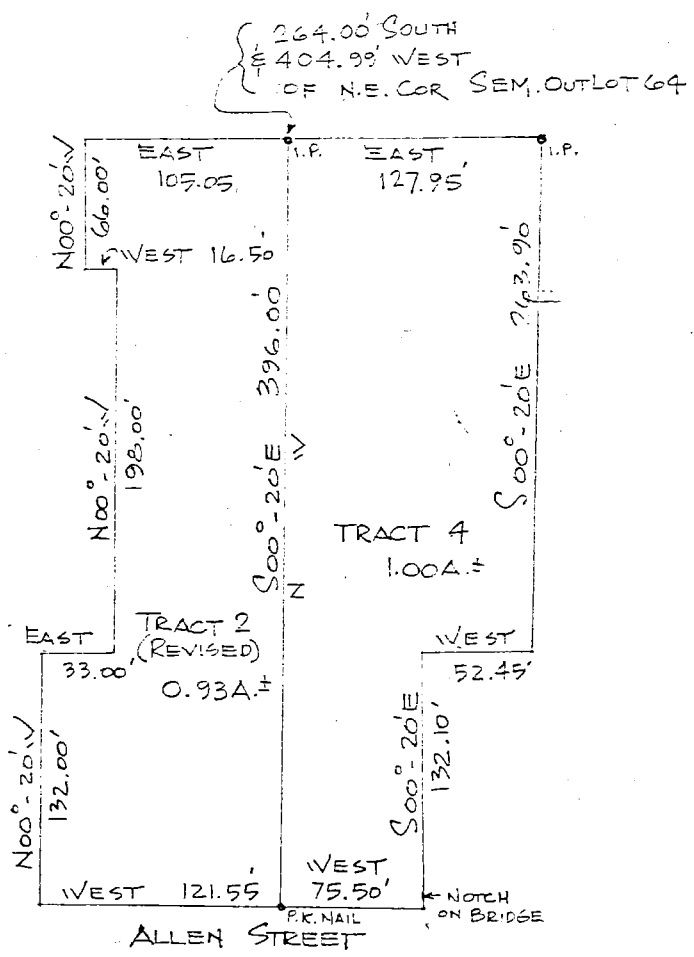 264.00' SOUTH
& 404.99' WEST
OF N.E. COR SEM. OUTLOT 64
EAST
105.05
I.P.
EAST
127.95'
I.P.
N00°-20'W
66.00'
WEST 16.50'
N00°-20'W
198.00'
S00°-20'E 396.00'
N W
S00°-20'E 263.90'
TRACT 4
1.00A.±
EAST
33.00'
TRACT 2
(REVISED)
0.93A.±
WEST
52.45'
N00°-20'W
132.00'
S00°-20'E
132.10'
WEST 121.55'
WEST
75.50'
P.K. NAIL
NOTCH
ON BRIDGE
ALLEN STREET